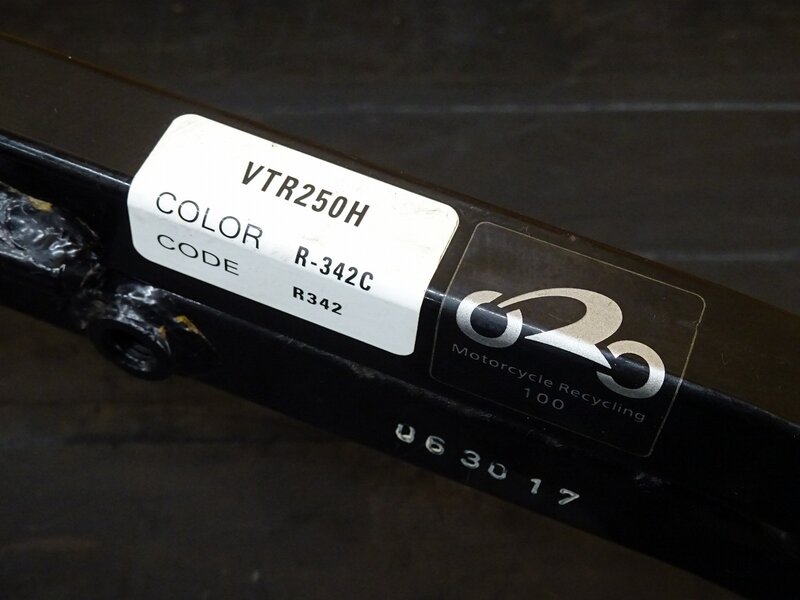 VTR250H
COLOR R-342C
CODE R342
Motorcycle Recycling
100
063017